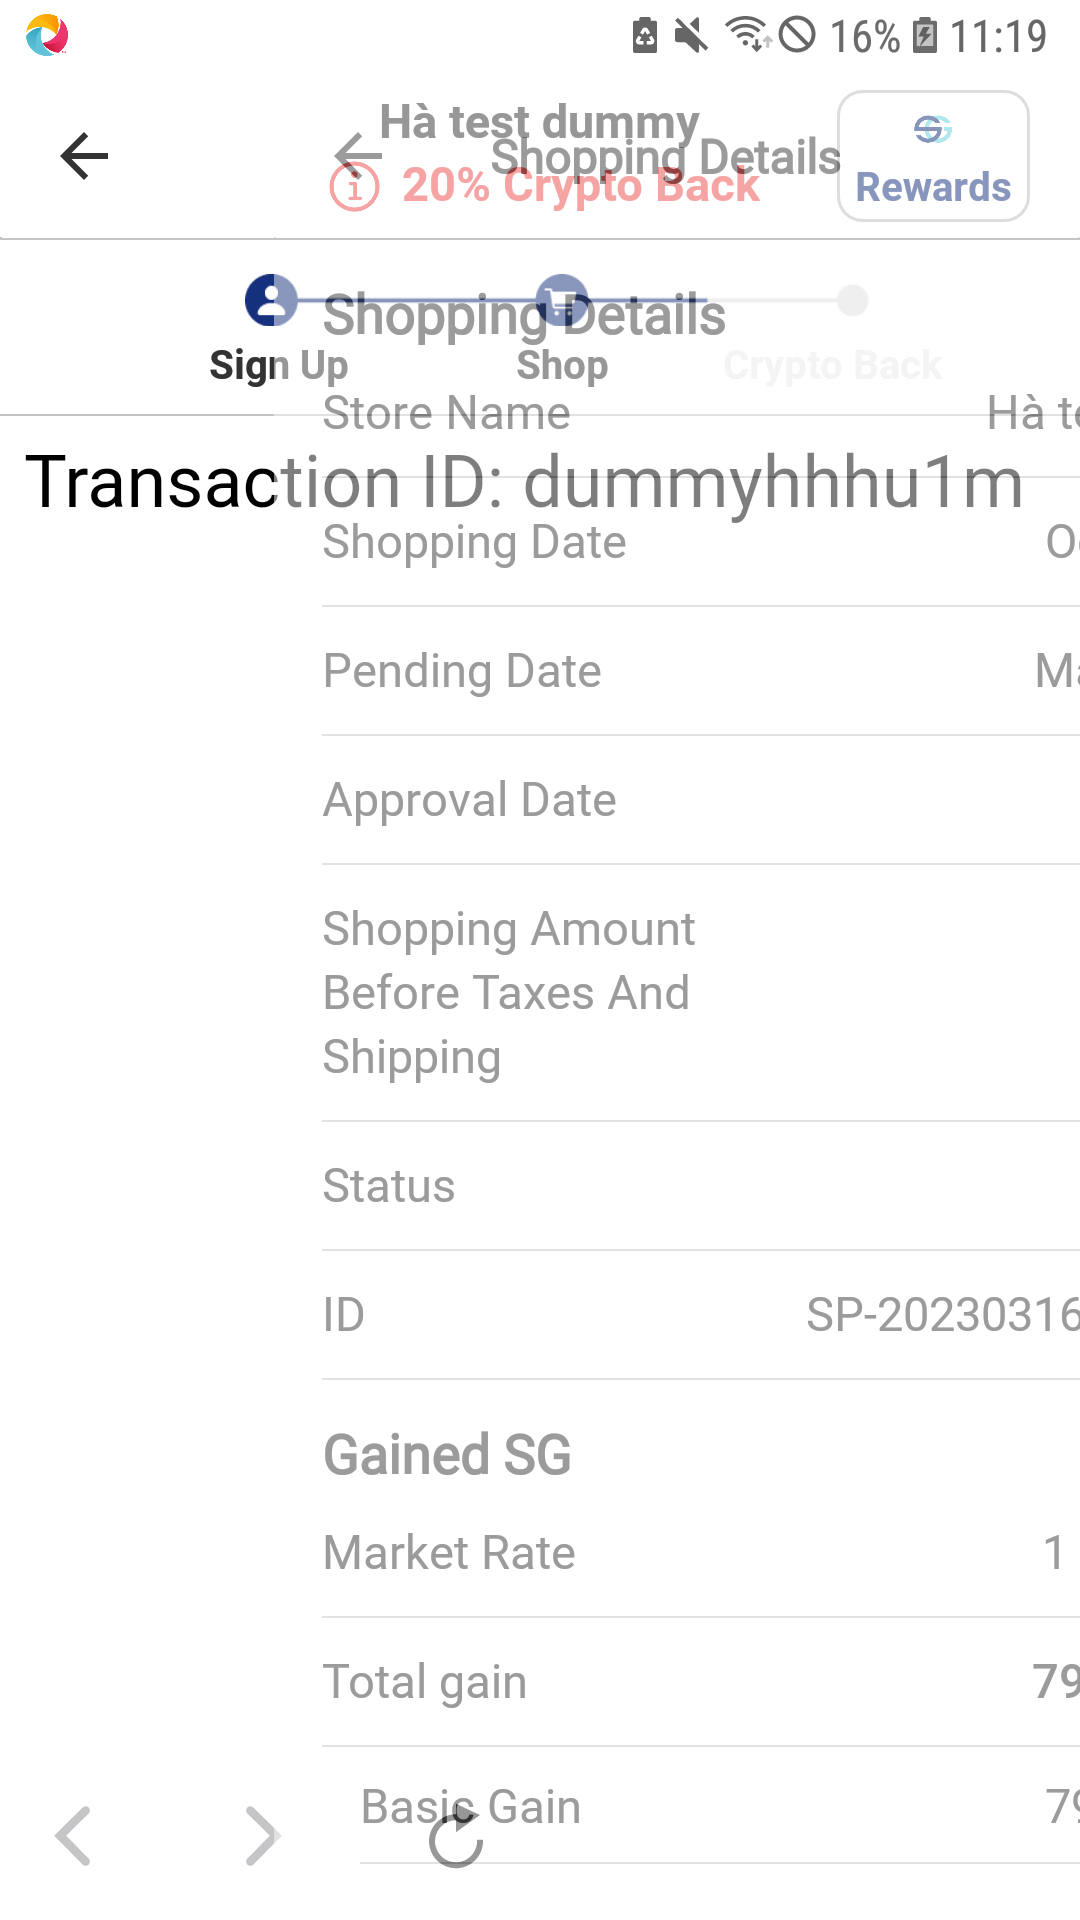 16% 11:19
Hà test dummy
Shopping Details
20% Crypto Back
Rewards
Shopping Details
Sign Up
Shop
Crypto Back
Store Name
Hà te
Transaction ID: dummyhhhu1m
Shopping Date
O
Pending Date
Ma
Approval Date
Shopping Amount
Before Taxes And
Shipping
Status
ID
SP-20230316
Gained SG
Market Rate
1
Total gain
79
Basic Gain
79